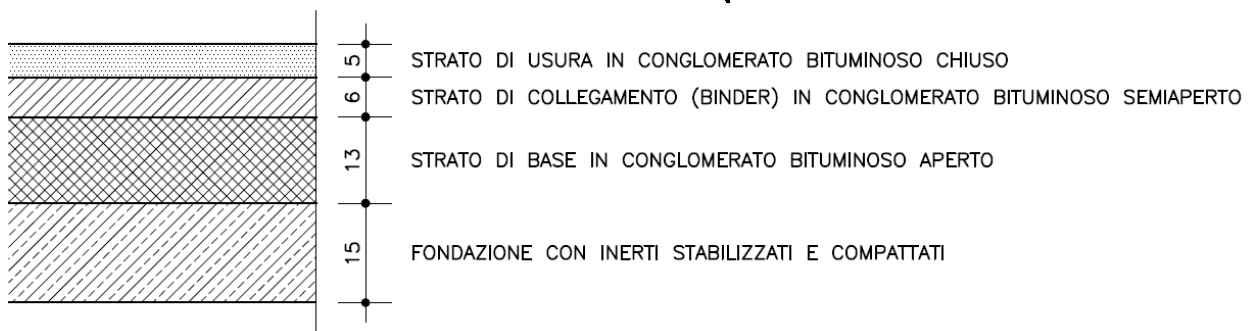 5 STRATO DI USURA IN CONGLOMERATO BITUMINOSO CHIUSO
6 STRATO DI COLLEGAMENTO (BINDER) IN CONGLOMERATO BITUMINOSO SEMIAPERTO
13 STRATO DI BASE IN CONGLOMERATO BITUMINOSO APERTO
15 FONDAZIONE CON INERTI STABILIZZATI E COMPATTATI